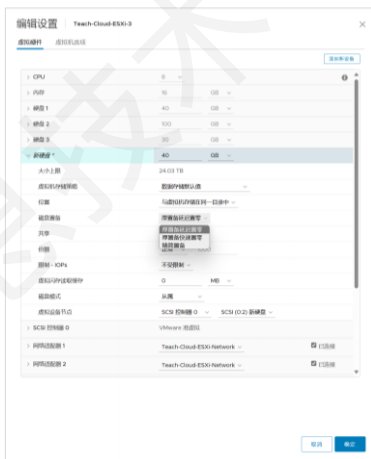 编辑设置 Teach-Cloud-ESXi-3
虚拟硬件 虚拟机选项
添加新设备
CPU 8
内存 16 GB
硬盘 1 40 GB
硬盘 2 100 GB
硬盘 3 GB
新硬盘 * 40 GB
大小上限 24.03 TB
虚拟机存储策略 数据存储默认值
位置 与虚拟机存储在同一目录中
磁盘置备 厚置备延迟置零
厚置备延迟置零
厚置备快速置零
精简置备
共享
份额
限制 - IOPs 不受限制
虚拟闪存读取缓存 0 MB
磁盘模式 从属
虚拟设备节点 SCSI 控制器 0 SCSI (0:2) 新硬盘
SCSI 控制器 0 VMware 准虚拟
网络适配器 1 Teach-Cloud-ESXi-Network 已连接
网络适配器 2 Teach-Cloud-ESXi-Network 已连接
取消 确定